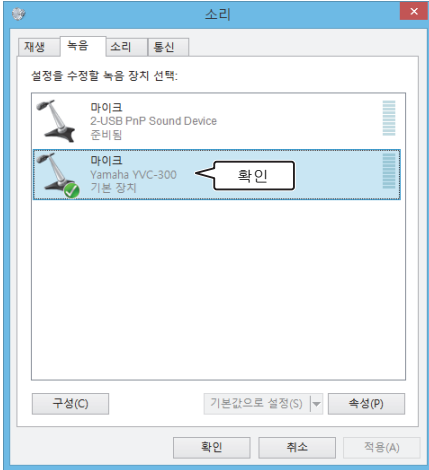 소리
재생 녹음 소리 통신
설정을 수정할 녹음 장치 선택:
마이크
2-USB PnP Sound Device
준비됨
마이크
Yamaha YVC-300
기본 장치
확인
구성(C) 기본값으로 설정(S) 속성(P)
확인 취소 적용(A)